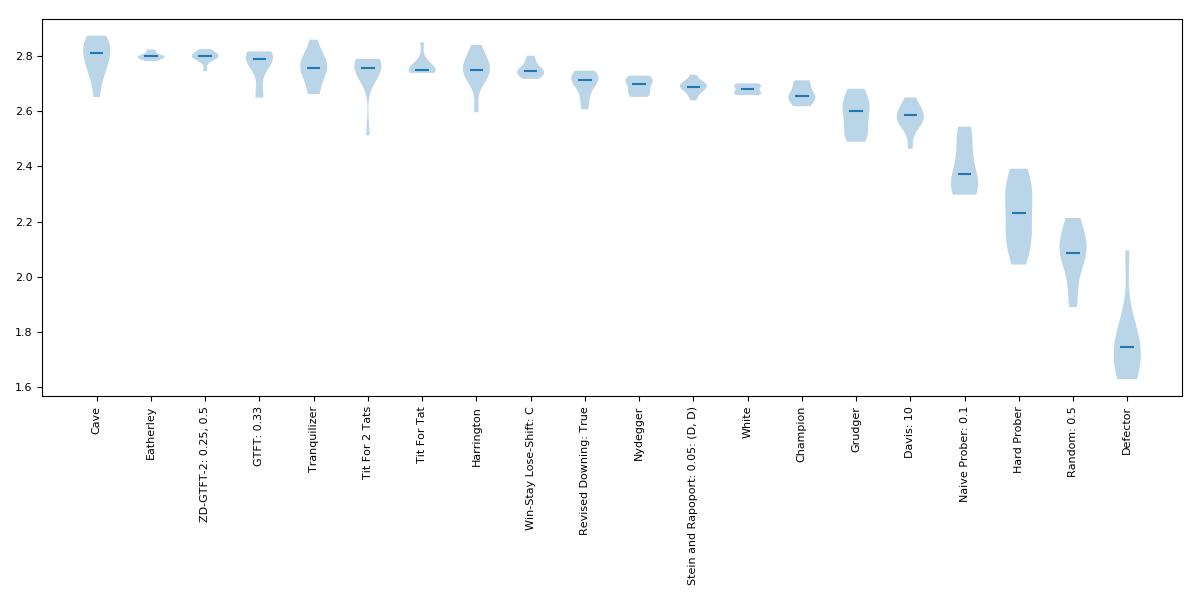 2.8
2.6
2.4
2.2
2.0
1.8
1.6
Cave
Eatherley
ZD-GTFT-2: 0.25, 0.5
GTFT: 0.33
Tranquilizer
Tit For 2 Tats
Tit For Tat
Harrington
Win-Stay Lose-Shift: C
Revised Downing: True
Nydegger
Stein and Rapoport: 0.05: (D, D)
White
Champion
Grudger
Davis: 10
Naive Prober: 0.1
Hard Prober
Random: 0.5
Defector